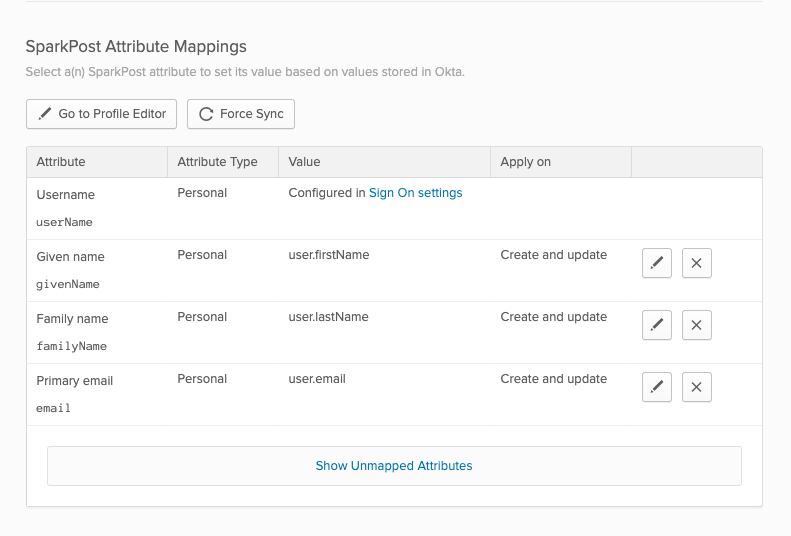 SparkPost Attribute Mappings
Select a(n) SparkPost attribute to set its value based on values stored in Okta.
Go to Profile Editor Force Sync
Attribute Attribute Type Value Apply on
Username Personal Configured in Sign On settings
userName
Given name Personal user.firstName Create and update
givenName
Family name Personal user.lastName Create and update
familyName
Primary email Personal user.email Create and update
email
Show Unmapped Attributes